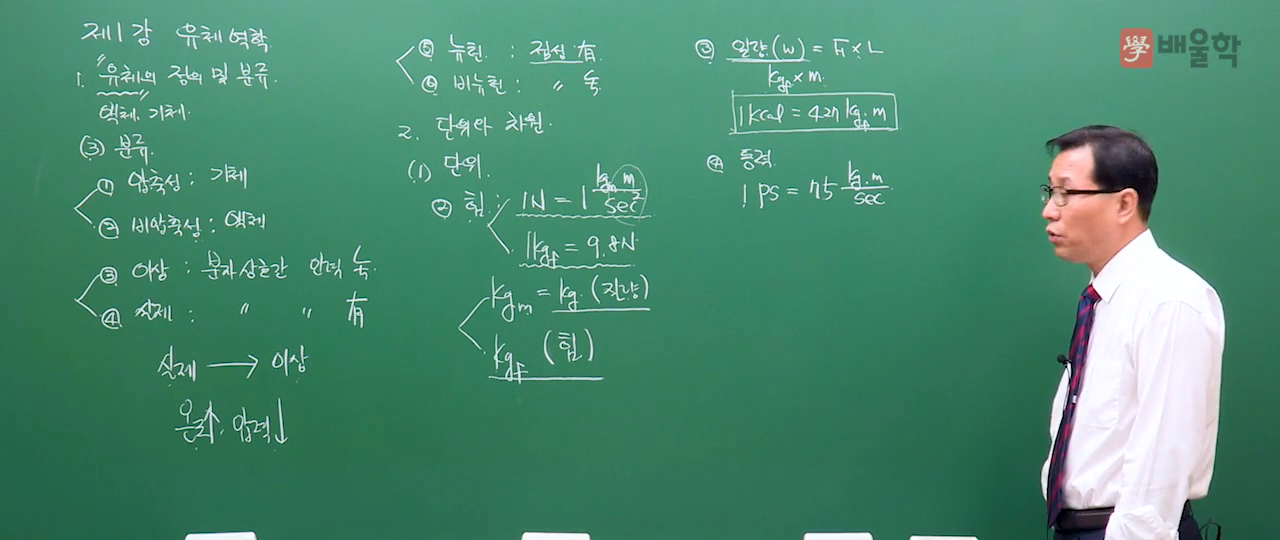 제1강 유체역학
1. "유체"의 정의 및 분류.
액체, 기체.
(3) 분류.
① 압축성 : 기체
② 비압축성 : 액체
③ 이상 : 분자상호간 인력 無.
④ 실제 : 〃 〃 有
실제 → 이상
온도↑, 압력↓
⑤ 뉴턴 : 점성 有.
⑥ 비뉴턴 : 〃 無
2. 단위와 차원.
(1) 단위.
② 힘 : 1N = 1 kgm·m/sec²
1kgf = 9.8N.
kgm = kg. (질량)
kgf (힘)
③ 일량(W) = F × L
kgf × m.
1kcal = 427 kgf·m
④ 동력.
1 PS = 75 kgf·m/sec
學 배울학